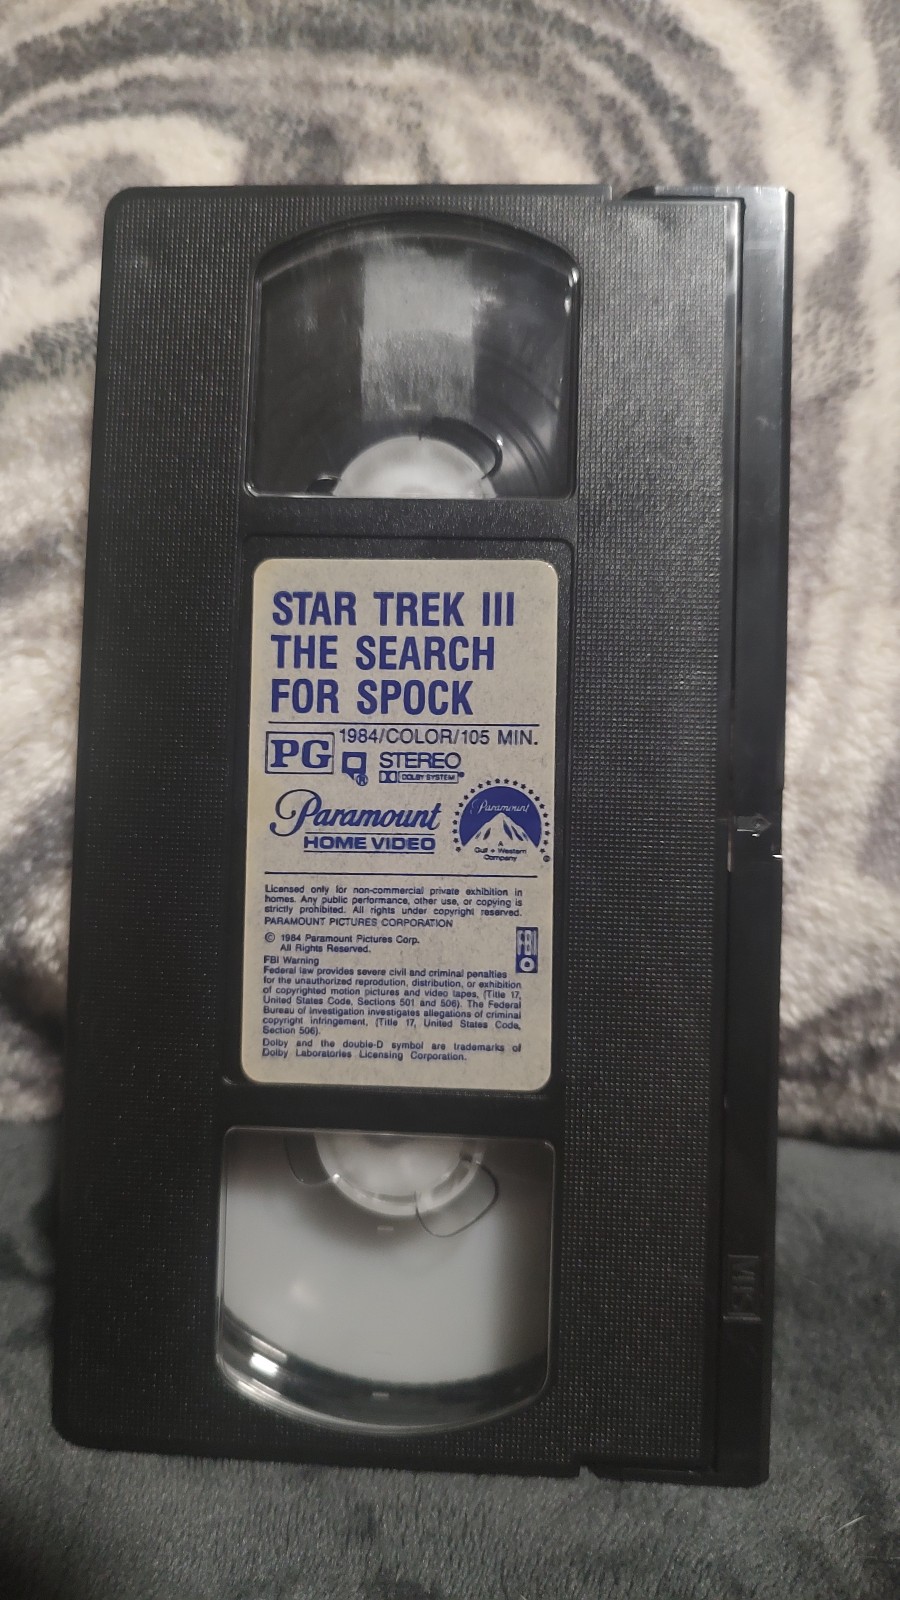 STAR TREK III
THE SEARCH
FOR SPOCK
PG
1984/COLOR/105 MIN.
STEREO
DOLBY SYSTEM®
Paramount
HOME VIDEO
Paramount
A
Gulf + Western
Company
Licensed only for non-commercial private exhibition in
homes. Any public performance, other use, or copying is
strictly prohibited. All rights under copyright reserved.
PARAMOUNT PICTURES CORPORATION
© 1984 Paramount Pictures Corp.
All Rights Reserved.
FBI
FBI Warning
Federal law provides severe civil and criminal penalties
for the unauthorized reprodution, distribution, or exhibition
of copyrighted motion pictures and video tapes, (Title 17,
United States Code, Sections 501 and 506). The Federal
Bureau of Investigation investigates allegations of criminal
copyright infringement, (Title 17, United States Code,
Section 506).
Dolby and the double-D symbol are trademarks of
Dolby Laboratories Licensing Corporation.